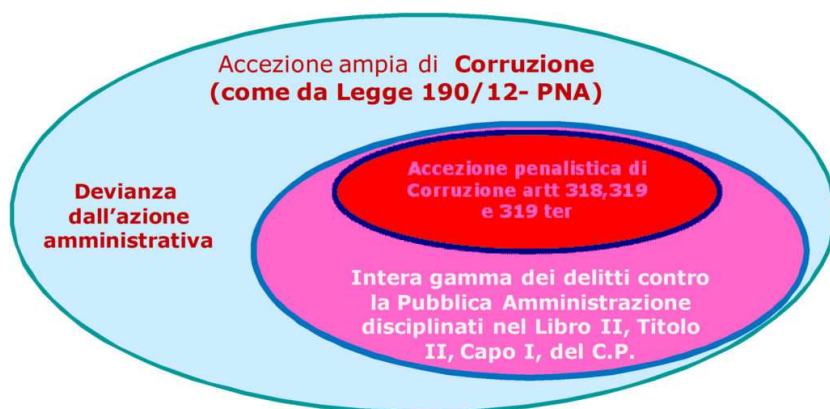 Accezione ampia di Corruzione
(come da Legge 190/12- PNA)
Accezione penalistica di
Corruzione artt 318,319
e 319 ter
Devianza
dall'azione
amministrativa
Intera gamma dei delitti contro
la Pubblica Amministrazione
disciplinati nel Libro II, Titolo
II, Capo I, del C.P.